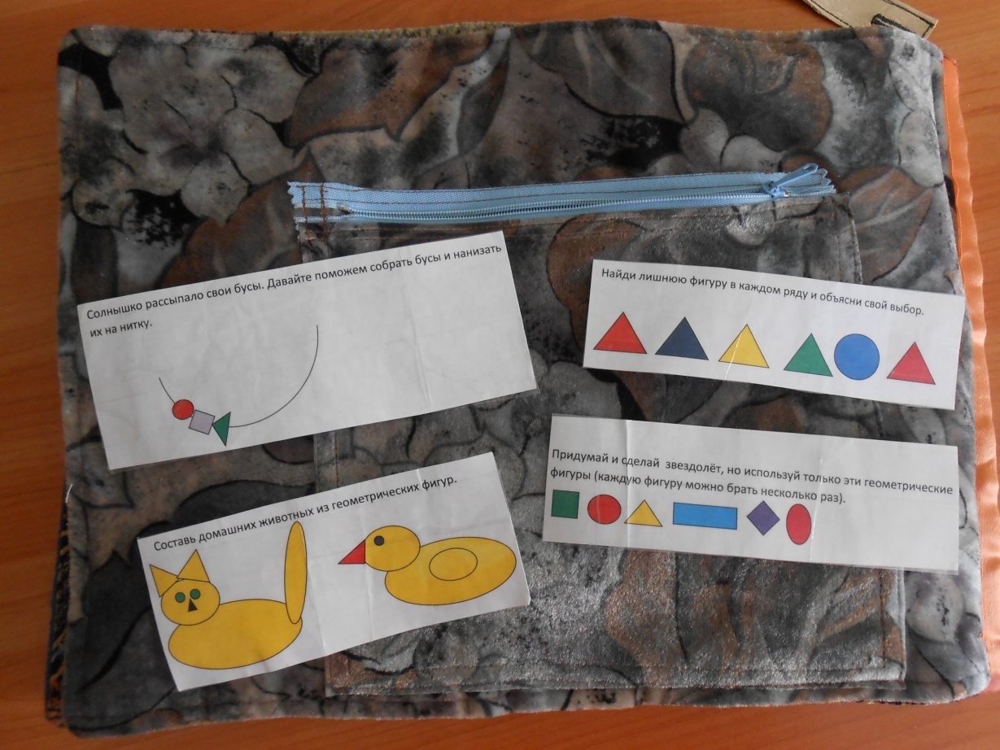 Солнышко рассыпало свои бусы. Давайте поможем собрать бусы и нанизать
их на нитку.
Найди лишнюю фигуру в каждом ряду и объясни свой выбор.
Составь домашних животных из геометрических фигур.
Придумай и сделай звездолёт, но используй только эти геометрические
фигуры (каждую фигуру можно брать несколько раз).